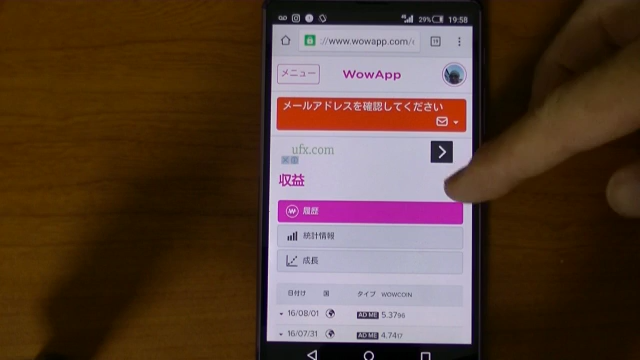 29% 19:58
://www.wowapp.com/
メニュー
WowApp
メールアドレスを確認してください
ufx.com
収益
履歴
統計情報
成長
日付け 国 タイプ WOWCOIN
16/08/01 AD ME 5.3796
16/07/31 AD ME 4.7417